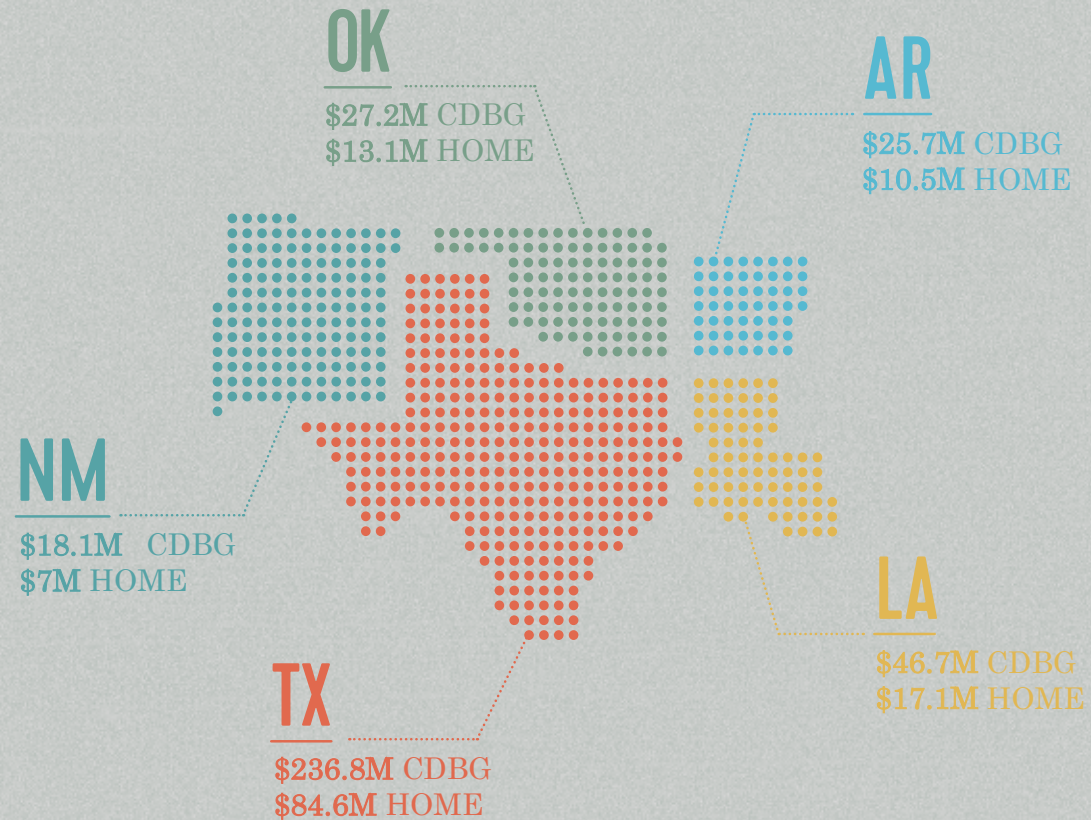 OK
$27.2M CDBG
$13.1M HOME
AR
$25.7M CDBG
$10.5M HOME
NM
$18.1M CDBG
$7M HOME
LA
$46.7M CDBG
$17.1M HOME
TX
$236.8M CDBG
$84.6M HOME